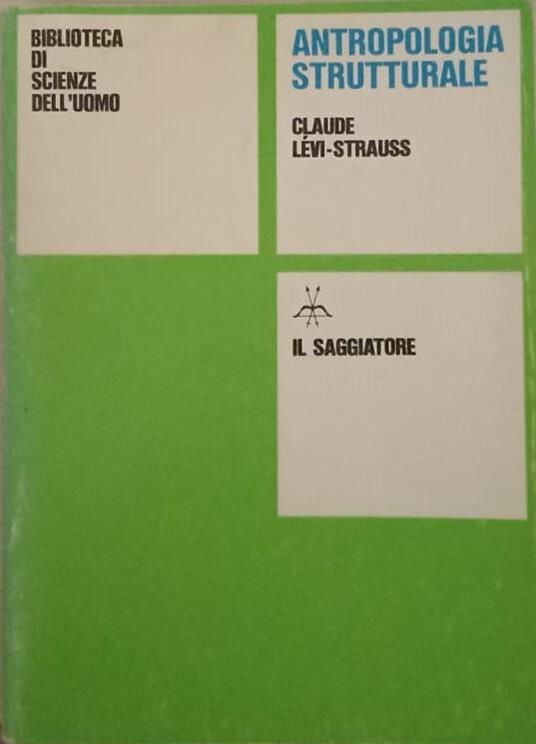 BIBLIOTECA
DI
SCIENZE
DELL'UOMO
ANTROPOLOGIA
STRUTTURALE
CLAUDE
LÉVI-STRAUSS
IL SAGGIATORE